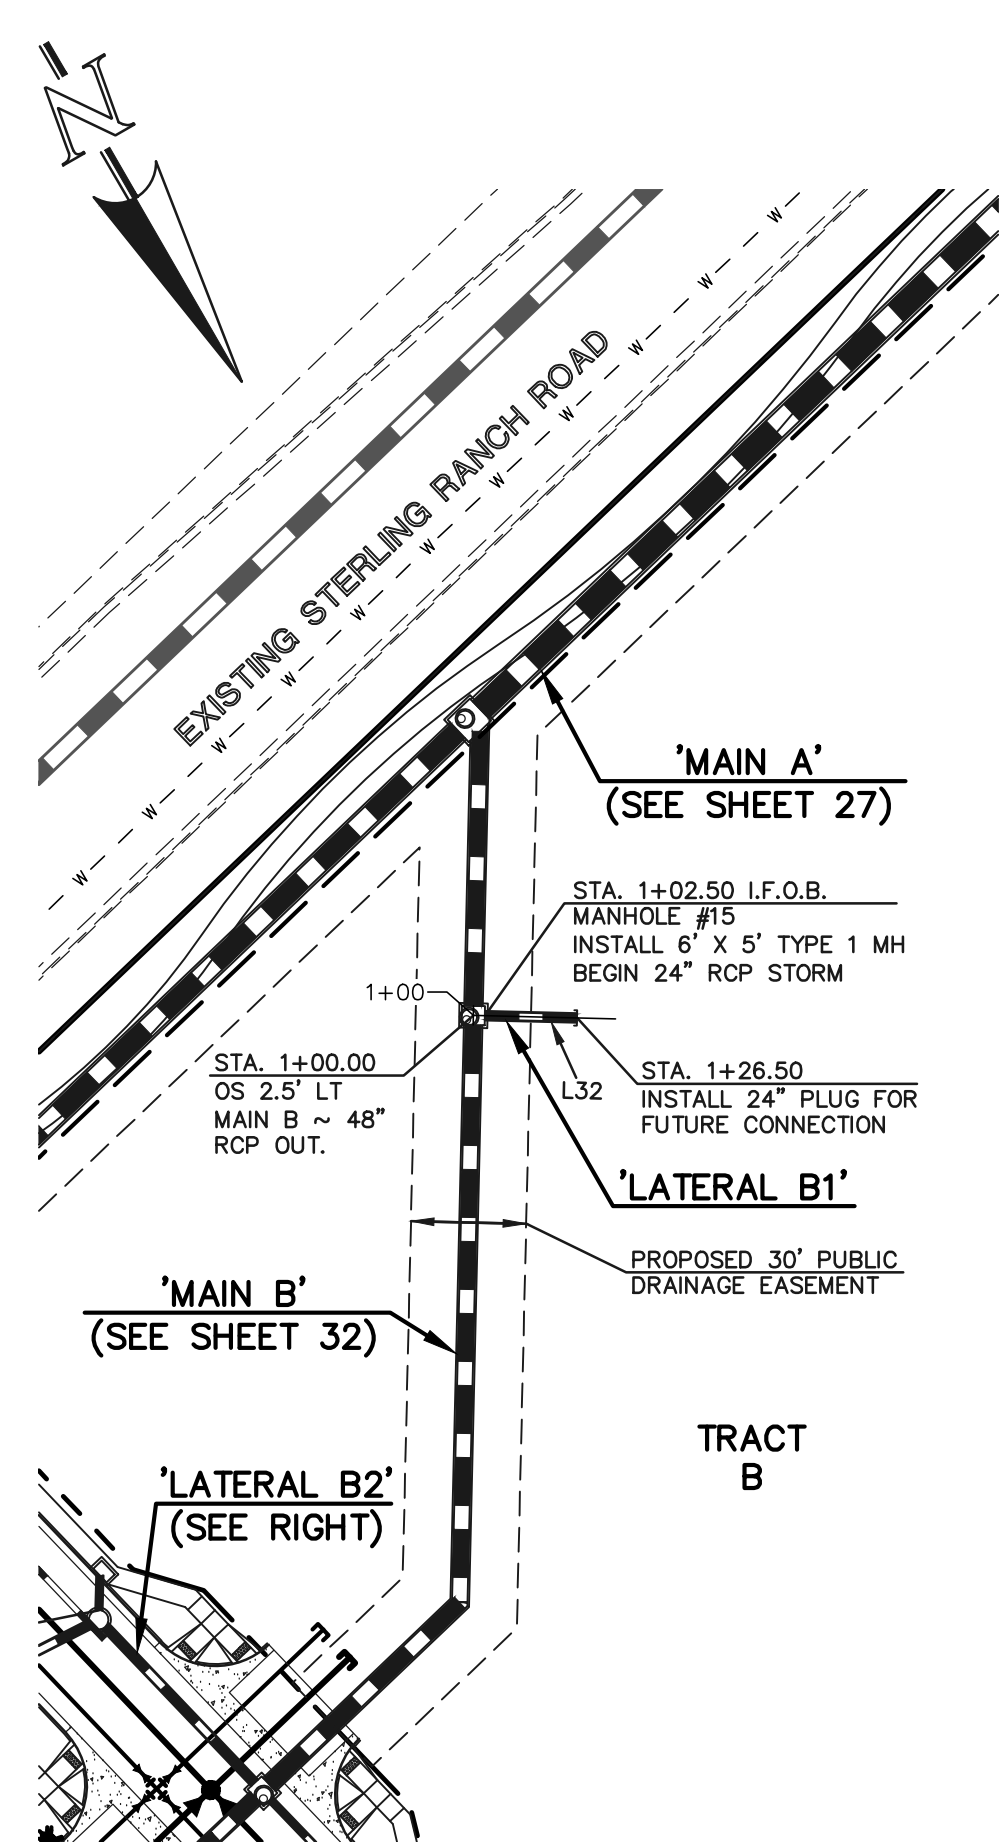 N
EXISTING STERLING RANCH ROAD
W
W
W
W
W
W
W
W
W
W
W
'MAIN A'
(SEE SHEET 27)
STA. 1+02.50 I.F.O.B.
MANHOLE #15
INSTALL 6' X 5' TYPE 1 MH
BEGIN 24" RCP STORM
1+00
STA. 1+00.00
OS 2.5' LT
MAIN B ~ 48"
RCP OUT.
L32
STA. 1+26.50
INSTALL 24" PLUG FOR
FUTURE CONNECTION
'LATERAL B1'
PROPOSED 30' PUBLIC
DRAINAGE EASEMENT
'MAIN B'
(SEE SHEET 32)
TRACT
B
'LATERAL B2'
(SEE RIGHT)